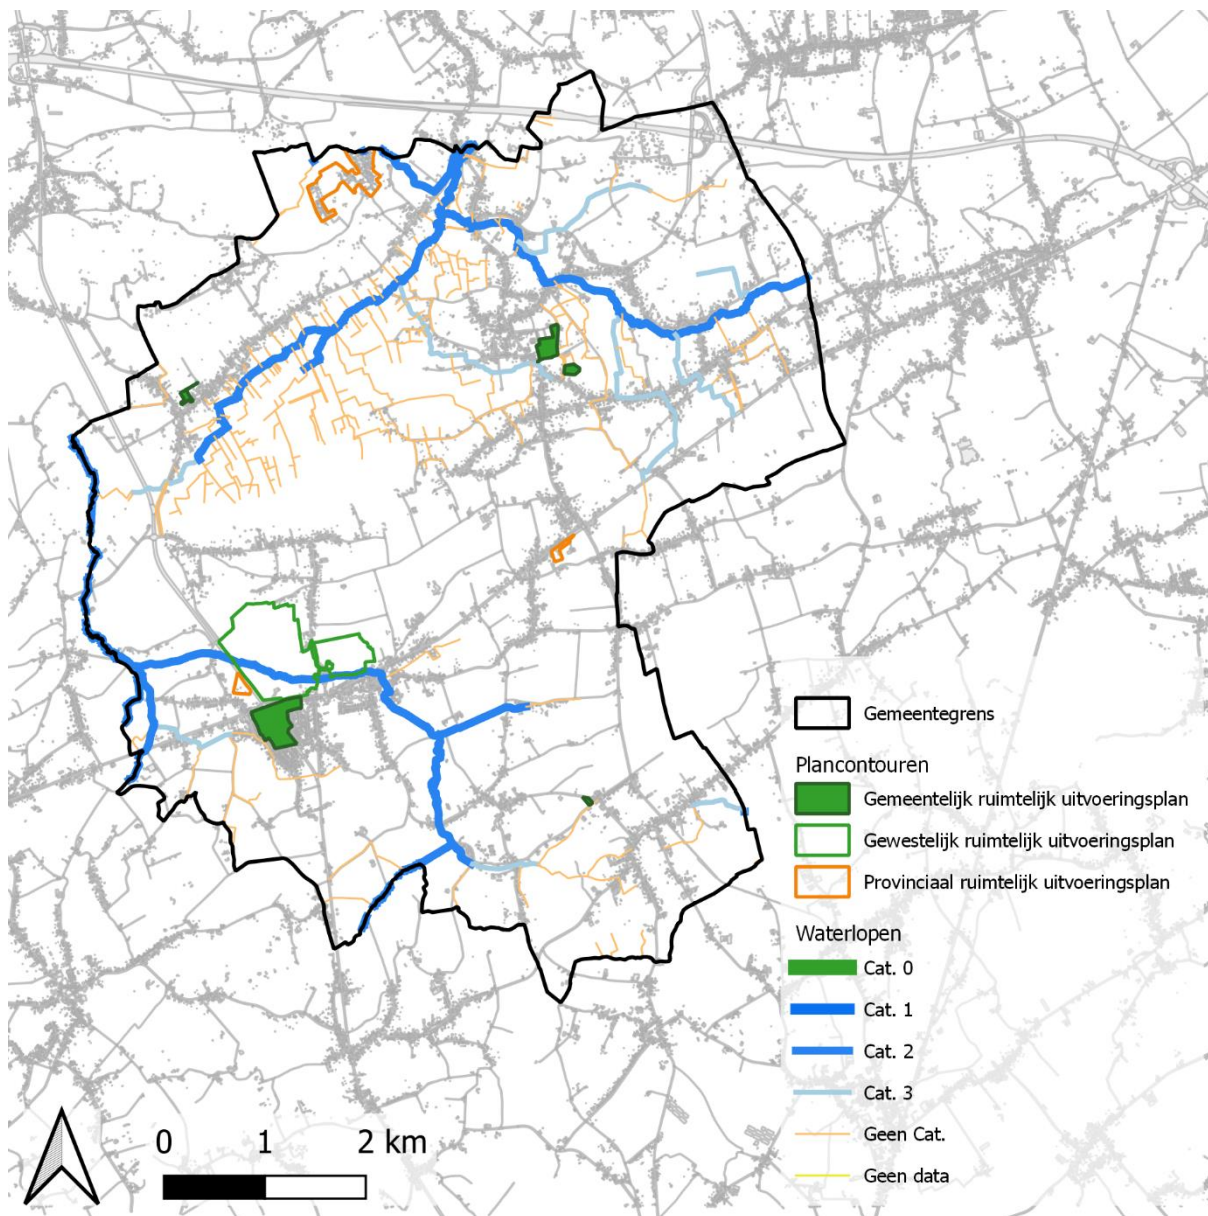 Gemeentegrens
Plancontouren
Gemeentelijk ruimtelijk uitvoeringsplan
Gewestelijk ruimtelijk uitvoeringsplan
Provinciaal ruimtelijk uitvoeringsplan
Waterlopen
Cat. 0
Cat. 1
Cat. 2
Cat. 3
Geen Cat.
Geen data
0 1 2 km